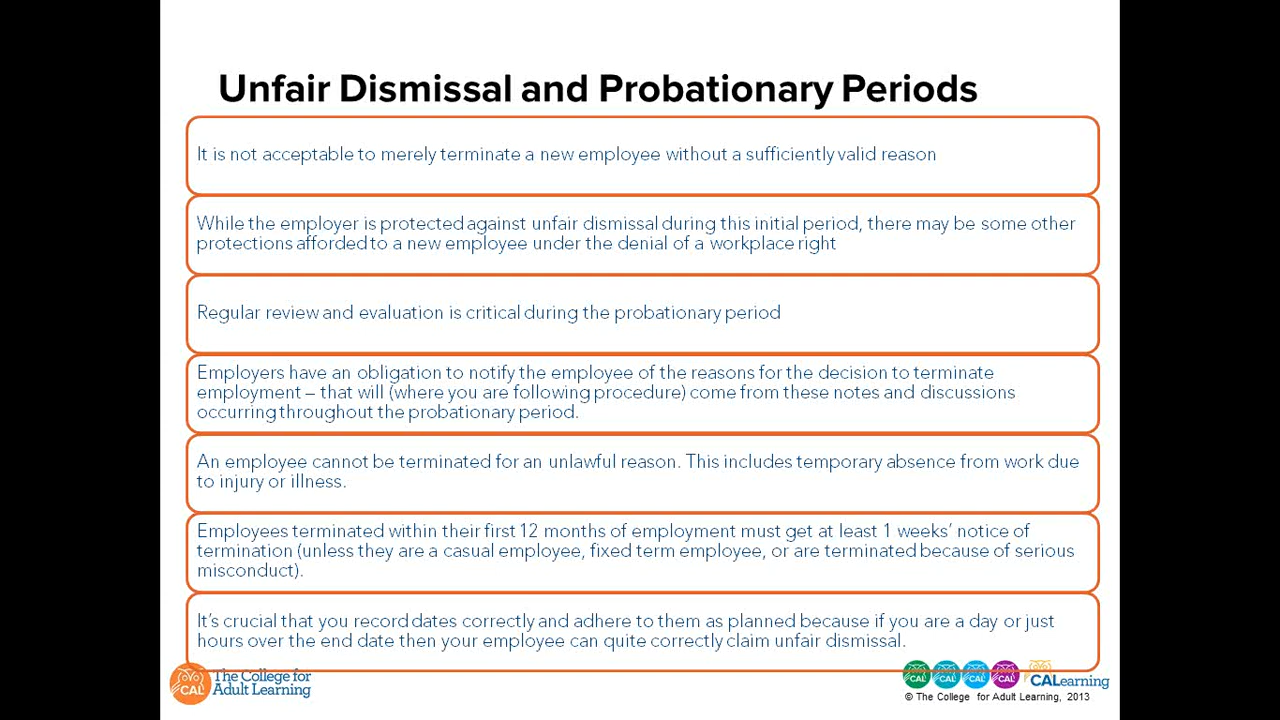 Unfair Dismissal and Probationary Periods
It is not acceptable to merely terminate a new employee without a sufficiently valid reason
While the employer is protected against unfair dismissal during this initial period, there may be some other
protections afforded to a new employee under the denial of a workplace right
Regular review and evaluation is critical during the probationary period
Employers have an obligation to notify the employee of the reasons for the decision to terminate
employment – that will (where you are following procedure) come from these notes and discussions
occurring throughout the probationary period.
An employee cannot be terminated for an unlawful reason. This includes temporary absence from work due
to injury or illness.
Employees terminated within their first 12 months of employment must get at least 1 weeks’ notice of
termination (unless they are a casual employee, fixed term employee, or are terminated because of serious
misconduct).
It’s crucial that you record dates correctly and adhere to them as planned because if you are a day or just
hours over the end date then your employee can quite correctly claim unfair dismissal.
CAL
The College for
Adult Learning
CAL CAL CAL CAL
CALearning
© The College for Adult Learning, 2013